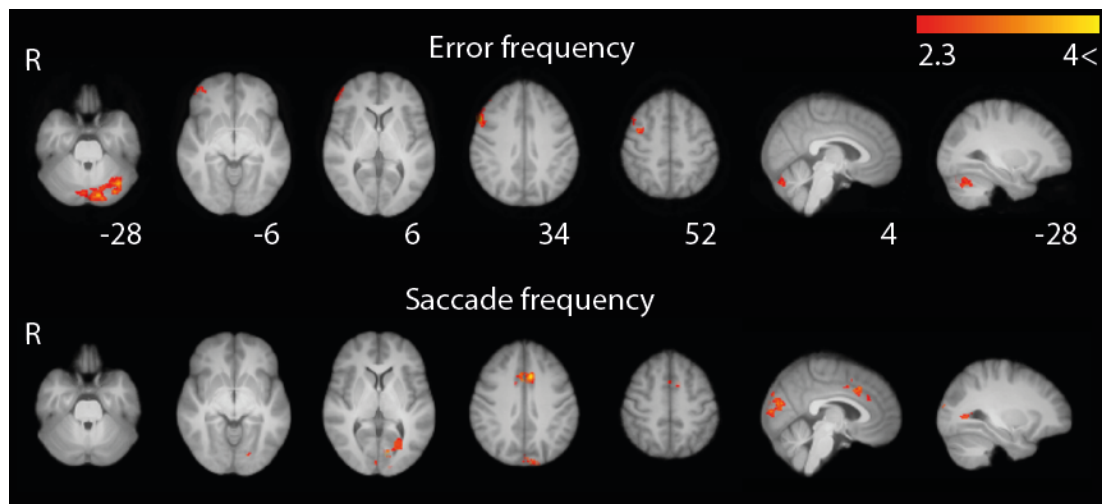 Error frequency
2.3 4<
R
-28 -6 6 34 52 4 -28
Saccade frequency
R